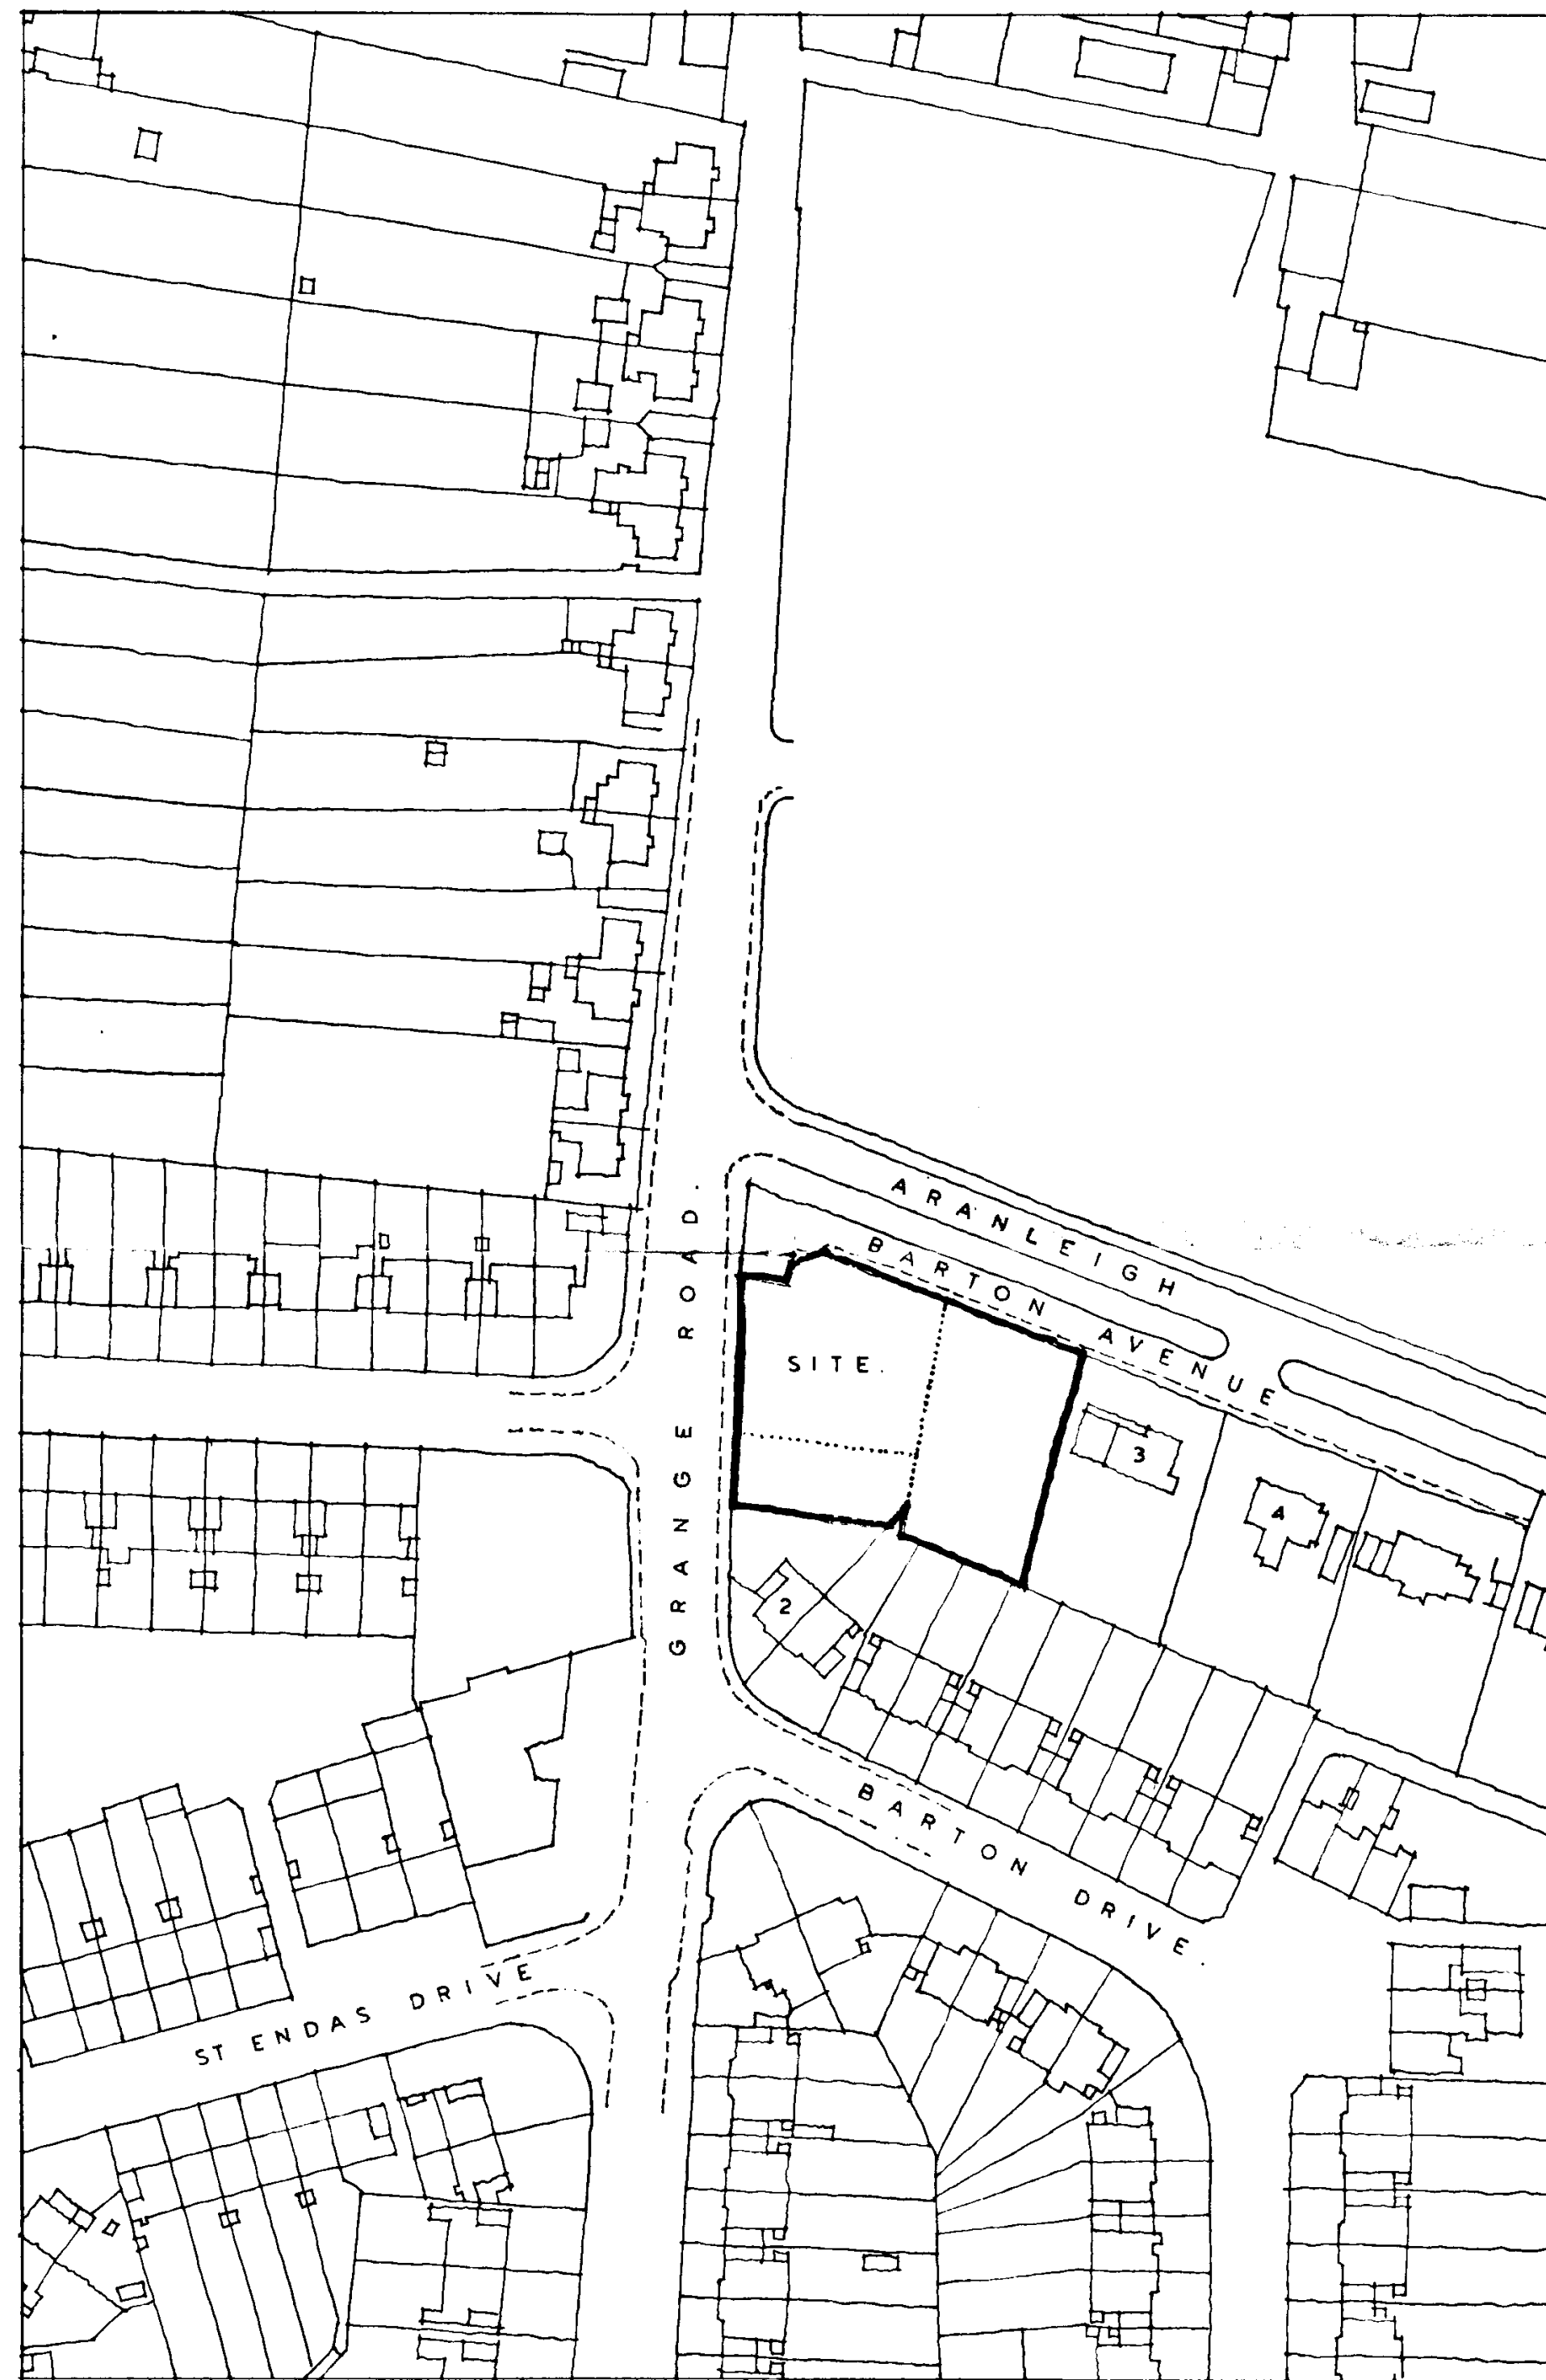 ARANLEIGH
BARTON AVENUE
SITE.
GRANGE ROAD.
3
4
2
BARTON DRIVE.
ST ENDAS DRIVE